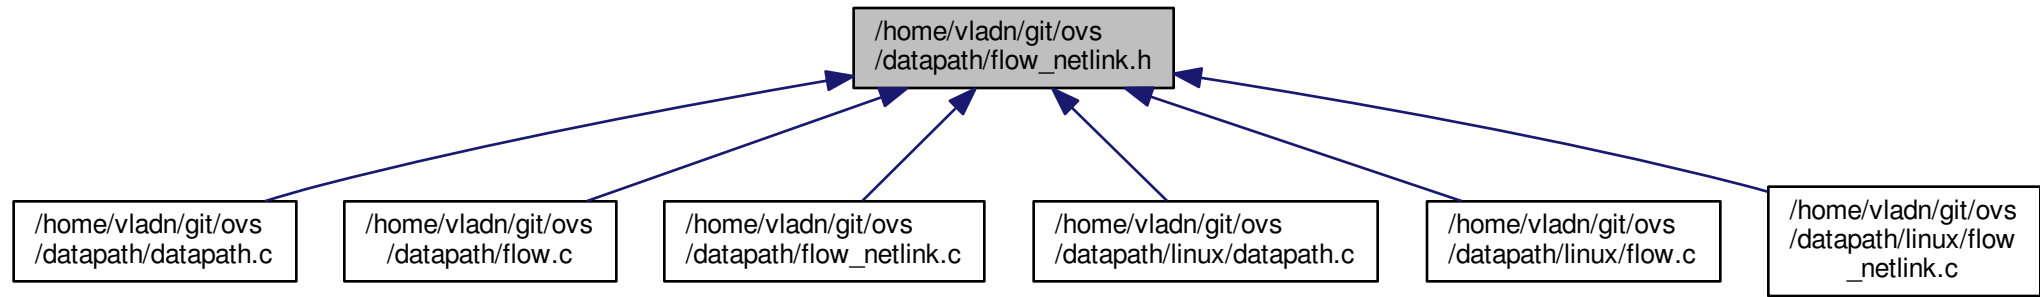 /home/vladn/git/ovs
/datapath/flow_netlink.h
/home/vladn/git/ovs
/datapath/datapath.c
/home/vladn/git/ovs
/datapath/flow.c
/home/vladn/git/ovs
/datapath/flow_netlink.c
/home/vladn/git/ovs
/datapath/linux/datapath.c
/home/vladn/git/ovs
/datapath/linux/flow.c
/home/vladn/git/ovs
/datapath/linux/flow
_netlink.c